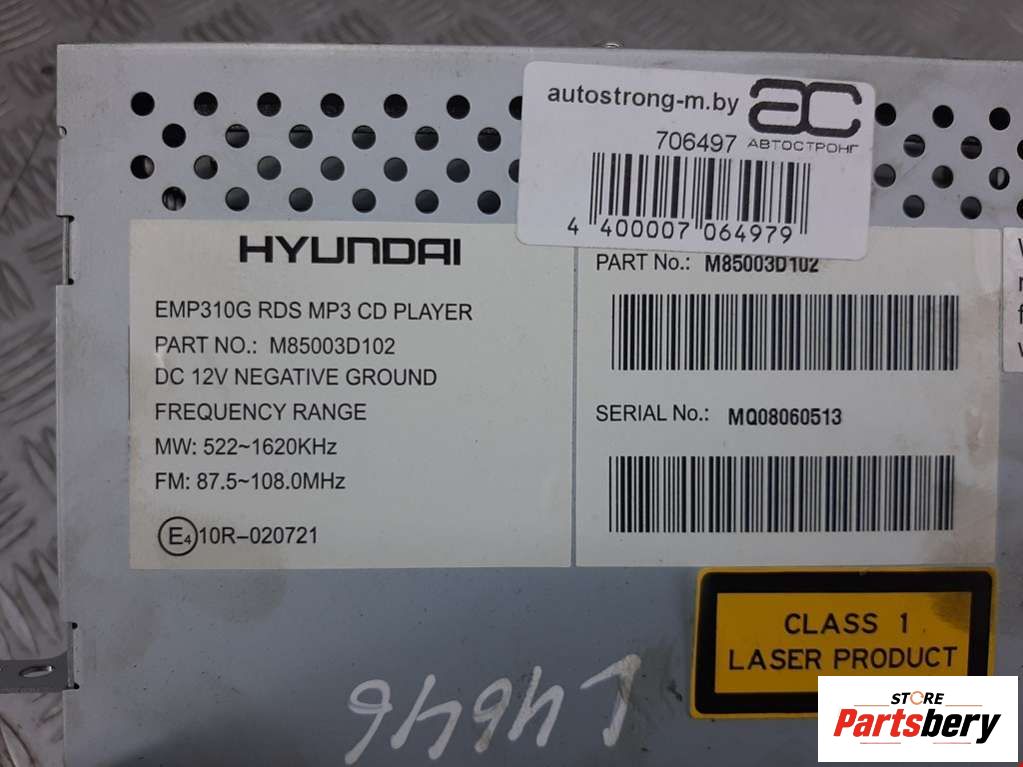 autostrong-m.by
ac
706497 АВТОСТРОНГ
4 400007 064979
HYUNDAI
EMP310G RDS MP3 CD PLAYER
PART NO.: M85003D102
DC 12V NEGATIVE GROUND
FREQUENCY RANGE
MW: 522~1620KHz
FM: 87.5~108.0MHz
E4 10R-020721
PART No.: M85003D102
SERIAL No.: MQ08060513
CLASS 1
LASER PRODUCT
STORE
Partsbery